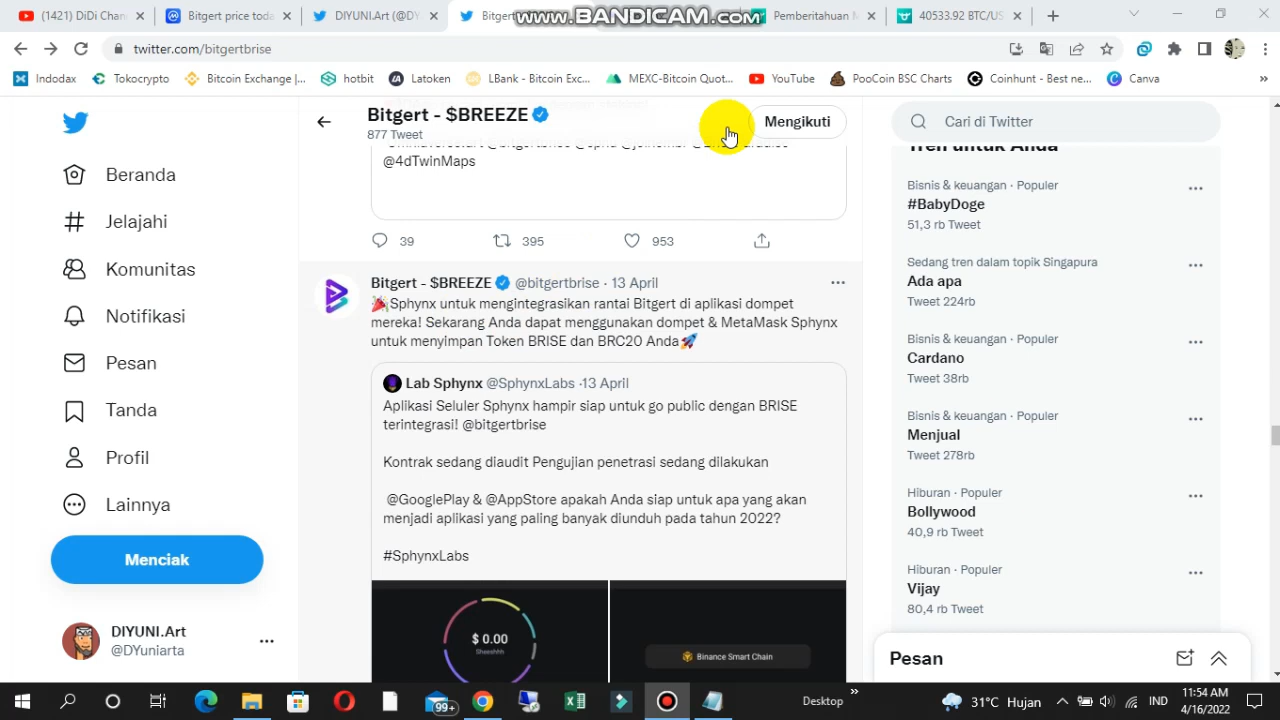 (1421) DiDi Chan
Bitgert price toda
DIYUNI.Art (@DY
Bitgert
www.BANDICAM.com
Pemberitahuan M
40533.92 BTC/US
twitter.com/bitgertbrise
Indodax
Tokocrypto
Bitcoin Exchange |...
hotbit
Latoken
LBank - Bitcoin Exc...
MEXC-Bitcoin Quot...
YouTube
PooCoin BSC Charts
Coinhunt - Best ne...
Canva
»
Bitgert - $BREEZE
877 Tweet
Mengikuti
Cari di Twitter
Beranda
Jelajahi
Komunitas
Notifikasi
Pesan
Tanda
Profil
Lainnya
Menciak
DIYUNI.Art
@DYuniarta
@4dTwinMaps
39
395
953
Bitgert - $BREEZE @bitgertbrise · 13 April
Sphynx untuk mengintegrasikan rantai Bitgert di aplikasi dompet
mereka! Sekarang Anda dapat menggunakan dompet & MetaMask Sphynx
untuk menyimpan Token BRISE dan BRC20 Anda
Lab Sphynx @SphynxLabs ·13 April
Aplikasi Seluler Sphynx hampir siap untuk go public dengan BRISE
terintegrasi! @bitgertbrise
Kontrak sedang diaudit Pengujian penetrasi sedang dilakukan
@GooglePlay & @AppStore apakah Anda siap untuk apa yang akan
menjadi aplikasi yang paling banyak diunduh pada tahun 2022?
#SphynxLabs
$ 0.00
Sheeshhh
Binance Smart Chain
Tren untuk Anda
Bisnis & keuangan · Populer
#BabyDoge
51,3 rb Tweet
Sedang tren dalam topik Singapura
Ada apa
Tweet 224rb
Bisnis & keuangan · Populer
Cardano
Tweet 38rb
Bisnis & keuangan · Populer
Menjual
Tweet 278rb
Hiburan · Populer
Bollywood
40,9 rb Tweet
Hiburan · Populer
Vijay
80,4 rb Tweet
Pesan
99+
Desktop
»
31°C Hujan
IND
11:54 AM
4/16/2022